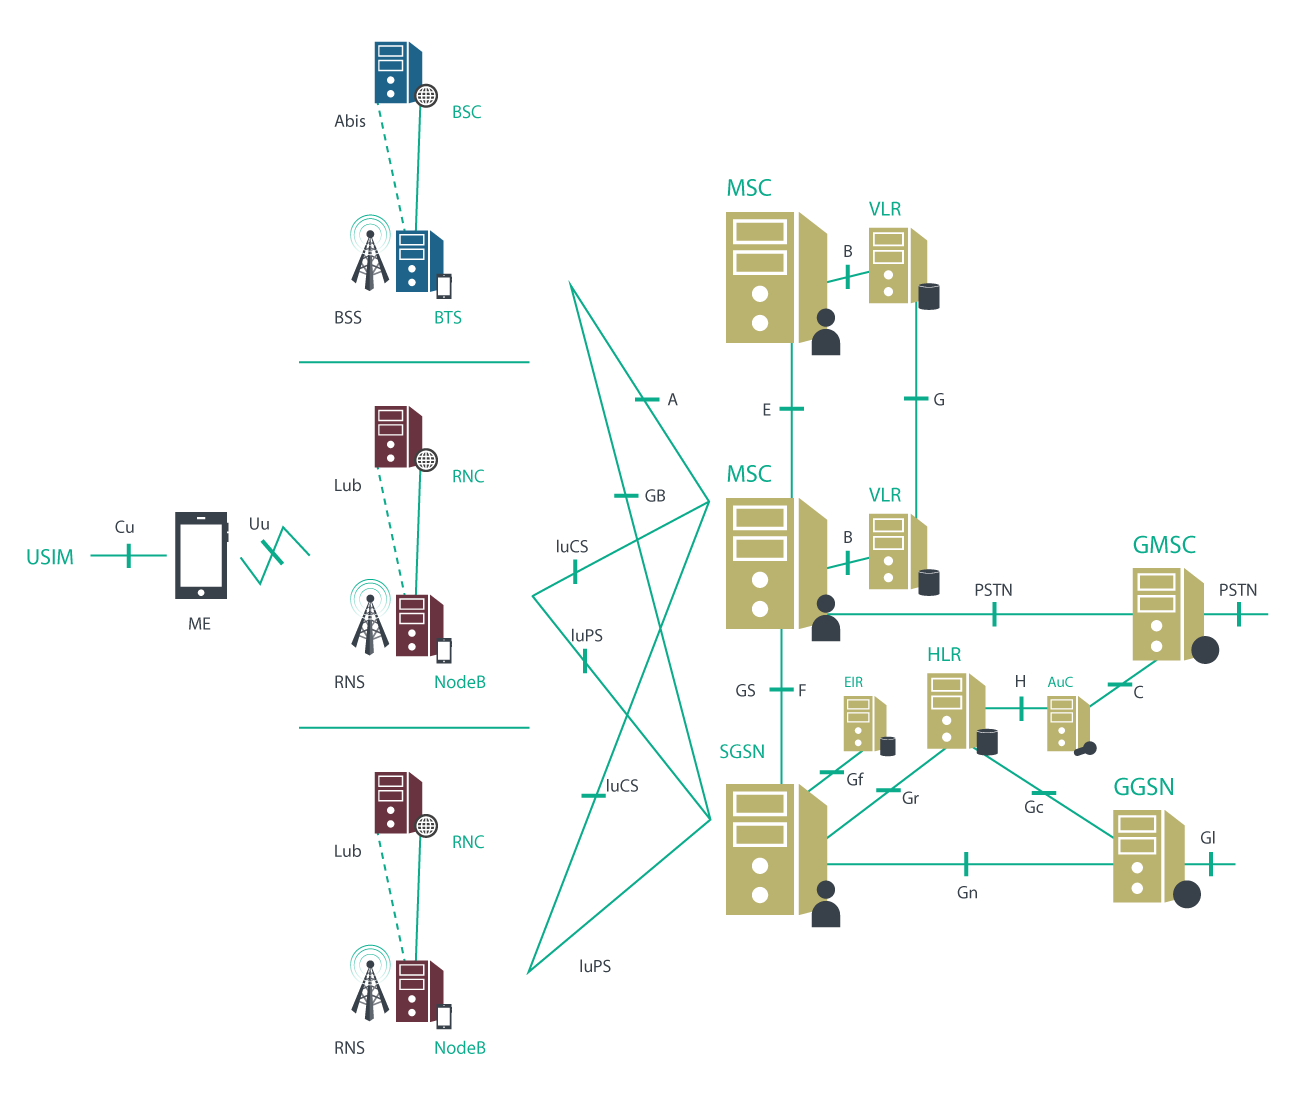 Abis
BSC
BSS
BTS
Lub
RNC
RNS
NodeB
Lub
RNC
RNS
NodeB
USIM
Cu
ME
Uu
A
GB
IuCS
IuPS
IuCS
IuPS
MSC
B
VLR
E
G
MSC
B
VLR
PSTN
GMSC
PSTN
GS
F
EIR
HLR
H
AuC
C
SGSN
Gf
Gr
Gc
GGSN
Gn
Gl